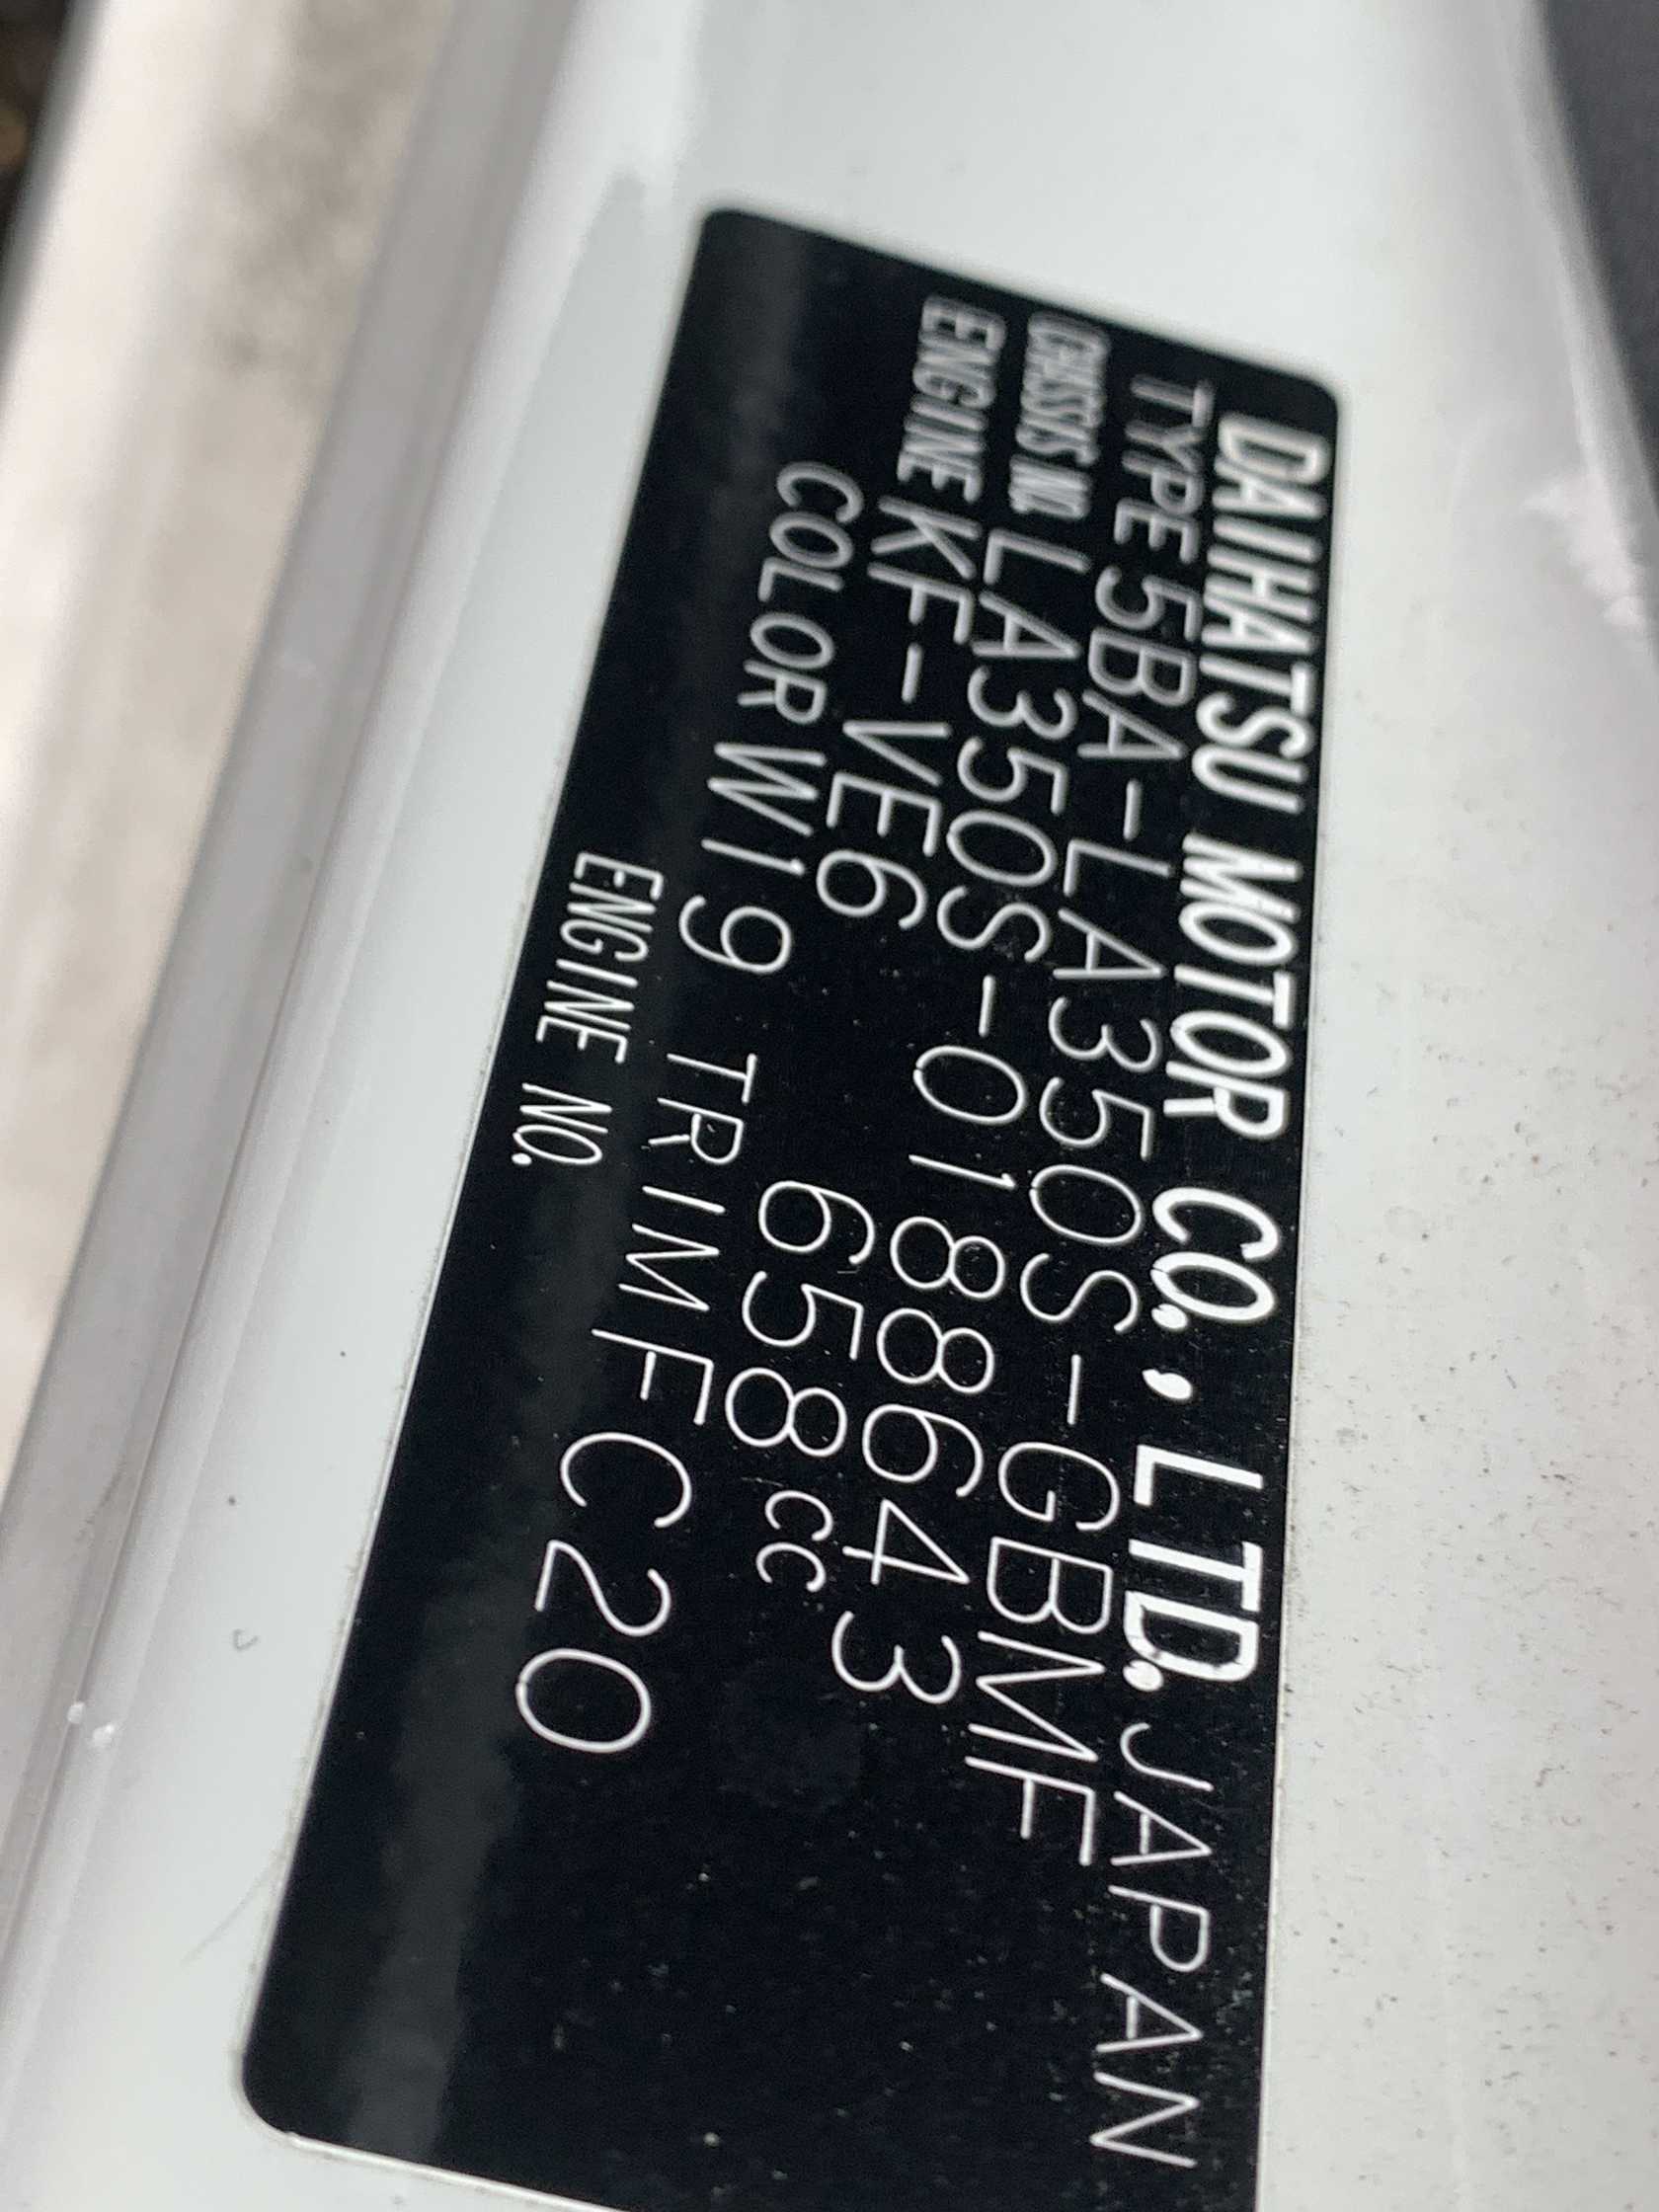 DAIHATSU MOTOR CO., LTD. JAPAN
TYPE 5BA-LA350S-GBMF
CHASSIS NO. LA350S-0188643
ENGINE KF-VE6 658cc
COLOR W19 TRIM FC20
ENGINE NO.